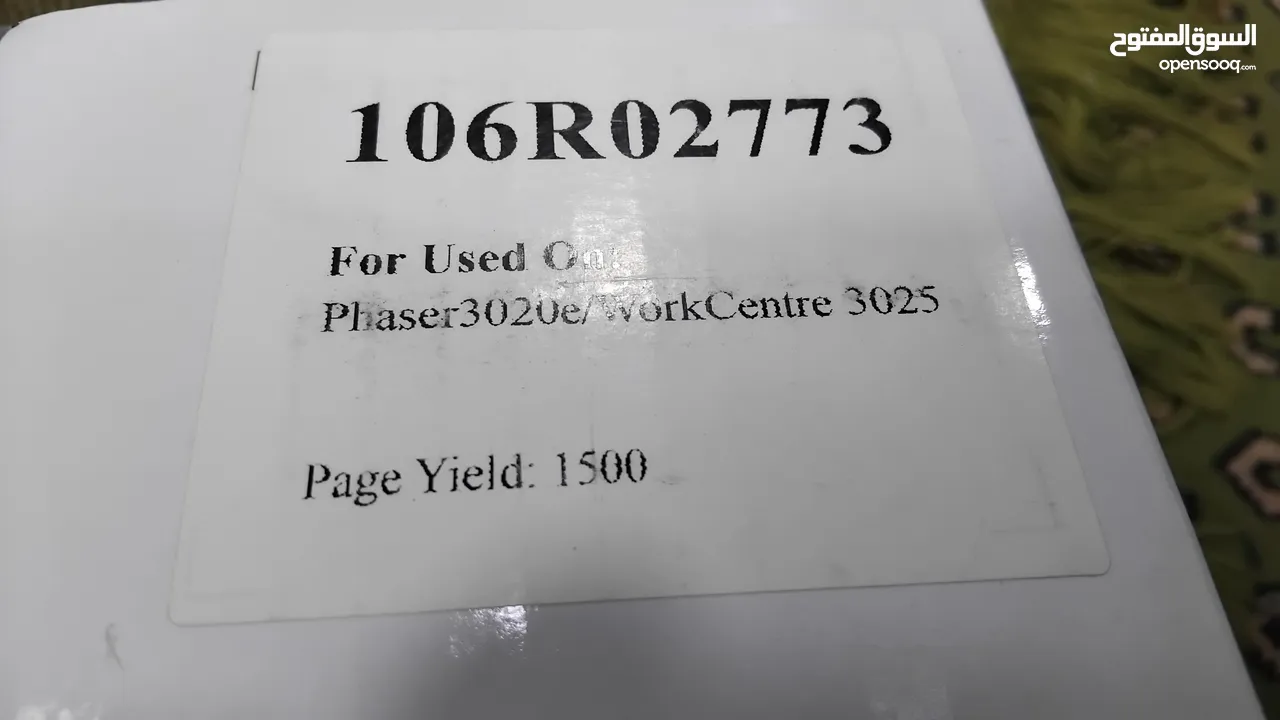 السوق المفتوح
opensooq.com
106R02773
For Used On:
Phaser3020e/WorkCentre 3025
Page Yield: 1500